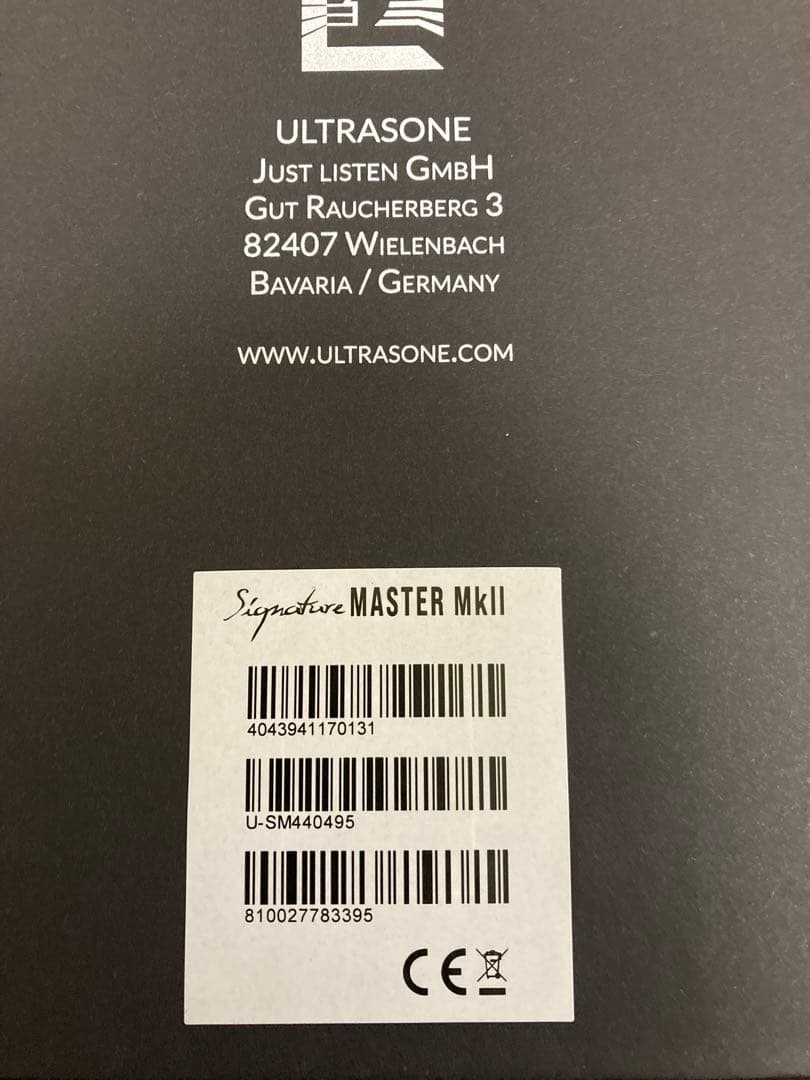 ULTRASONE
JUST LISTEN GMBH
GUT RAUCHERBERG 3
82407 WIELENBACH
BAVARIA / GERMANY
WWW.ULTRASONE.COM
Signature MASTER MkII
4043941170131
U-SM440495
810027783395
CE